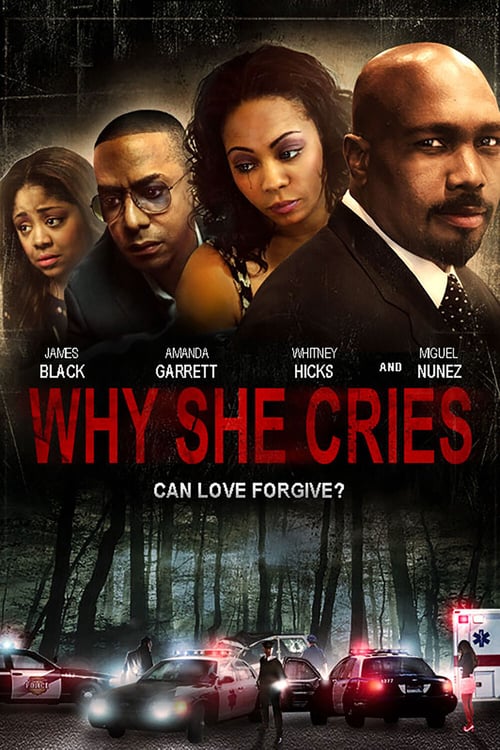 JAMES BLACK
AMANDA GARRETT
WHITNEY HICKS
AND
MIGUEL NUNEZ
WHY SHE CRIES
CAN LOVE FORGIVE?